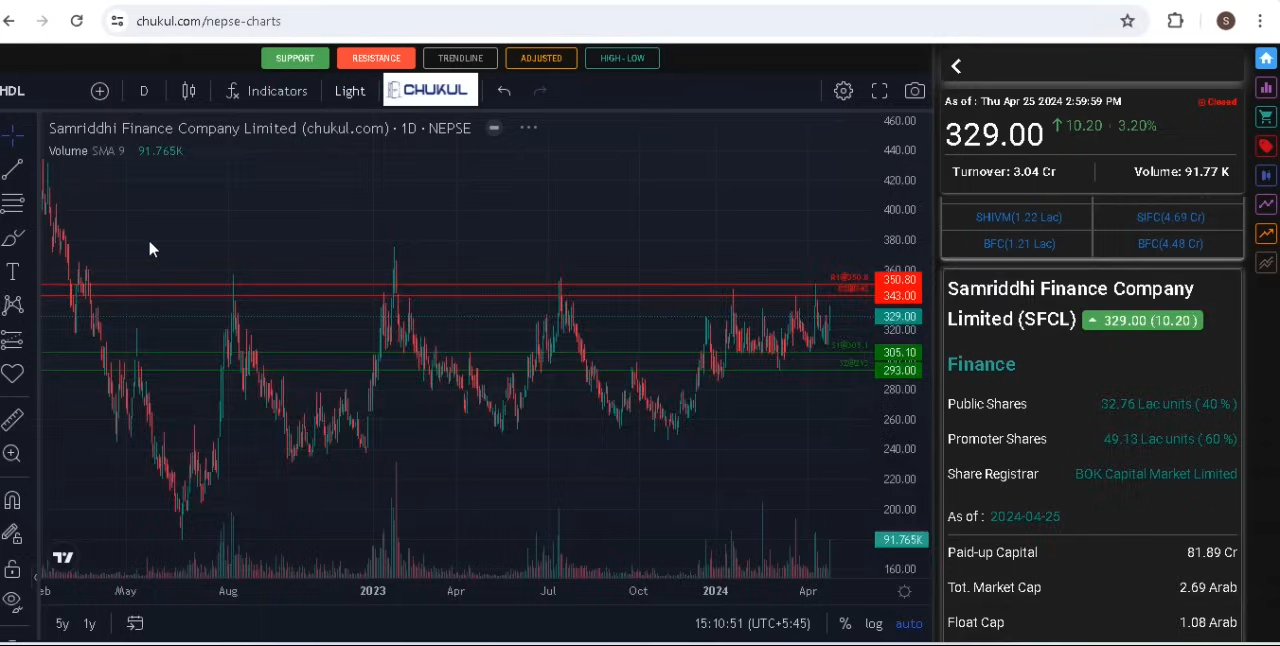 chukul.com/nepse-charts
S
SUPPORT
RESISTANCE
TRENDLINE
ADJUSTED
HIGH - LOW
HDL
D
Indicators
Light
CHUKUL
Samriddhi Finance Company Limited (chukul.com) · 1D · NEPSE
Volume SMA 9 91.765K
460.00
440.00
420.00
400.00
380.00
360.00
350.80
343.00
329.00
320.00
305.10
293.00
280.00
260.00
240.00
220.00
200.00
91.765K
160.00
eb
May
Aug
2023
Apr
Jul
Oct
2024
Apr
5y
1y
15:10:51 (UTC+5:45)
%
log
auto
As of : Thu Apr 25 2024 2:59:59 PM
Closed
329.00
10.20
3.20%
Turnover: 3.04 Cr
Volume: 91.77 K
SHIVM(1.22 Lac)
SIFC(4.69 Cr)
BFC(1.21 Lac)
BFC(4.48 Cr)
Samriddhi Finance Company
Limited (SFCL)
329.00 (10.20 )
Finance
Public Shares
32.76 Lac units ( 40 % )
Promoter Shares
49.13 Lac units ( 60 %)
Share Registrar
BOK Capital Market Limited
As of : 2024-04-25
Paid-up Capital
81.89 Cr
Tot. Market Cap
2.69 Arab
Float Cap
1.08 Arab